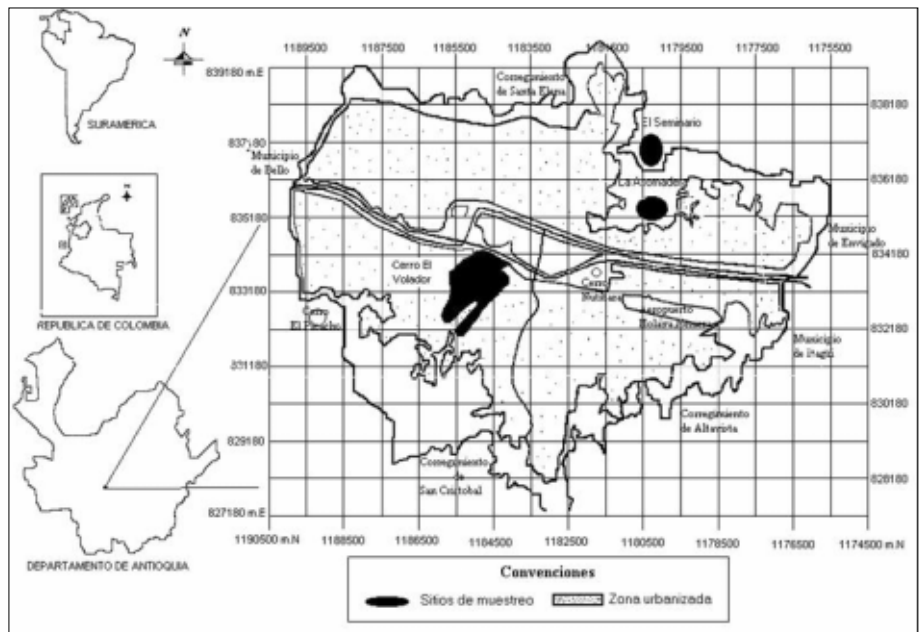 N
SURAMERICA
REPUBLICA DE COLOMBIA
DEPARTAMENTO DE ANTIOQUIA
1189500 1187500 1185500 1183500 1179500 1177500 1175500
839180 m.E
837180
835180
833180
831180
829180
827180 m.E
838180
836180
834180
832180
830180
828180
1190500 m.N 1188500 1186500 1184500 1182500 1180500 1178500 1176500 1174500
Corregimiento
de Santa Elena
El Seminario
Municipio
de Bello
La Asomadera
Municipio
de Envigado
Cerro El
Volador
Cerro
Nutibara
Cerro
El Picacho
Aeropuerto
Municipio
de Itagüí
Corregimiento
de Altavista
Corregimiento
de
San Cristobal
Convenciones
Sitios de muestreo Zona urbanizada